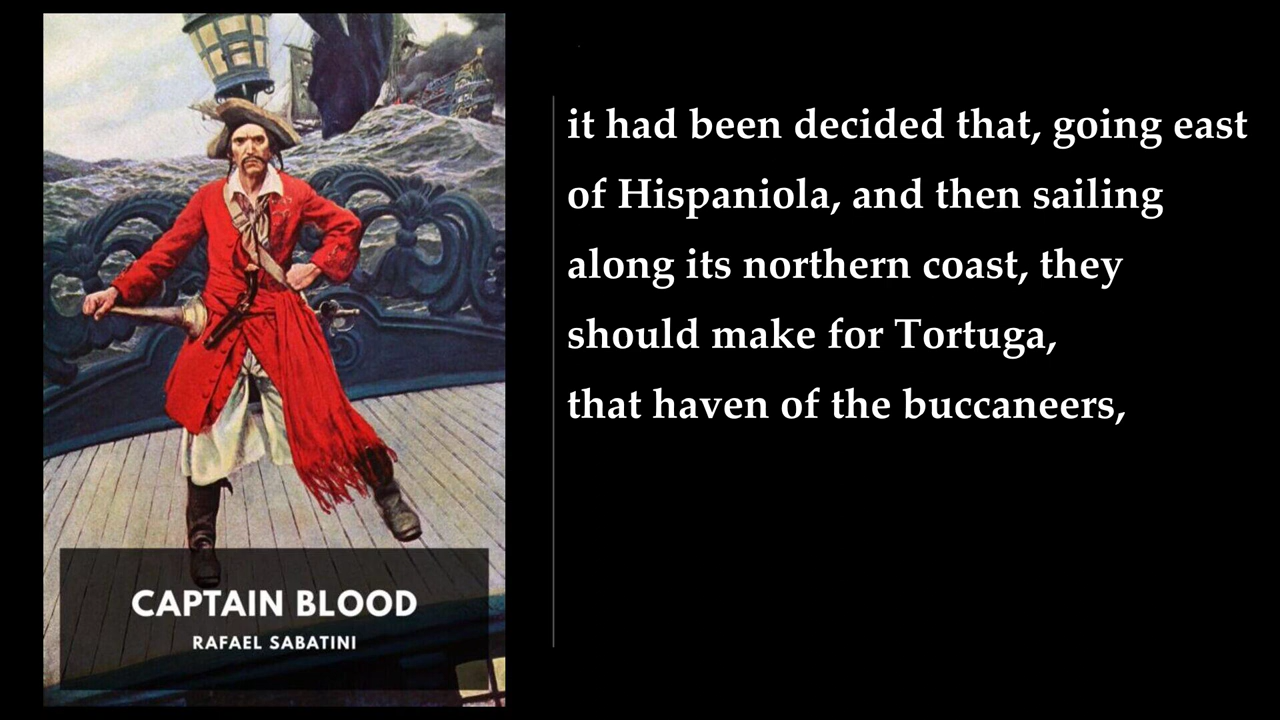 it had been decided that, going east
of Hispaniola, and then sailing
along its northern coast, they
should make for Tortuga,
that haven of the buccaneers,
CAPTAIN BLOOD
RAFAEL SABATINI